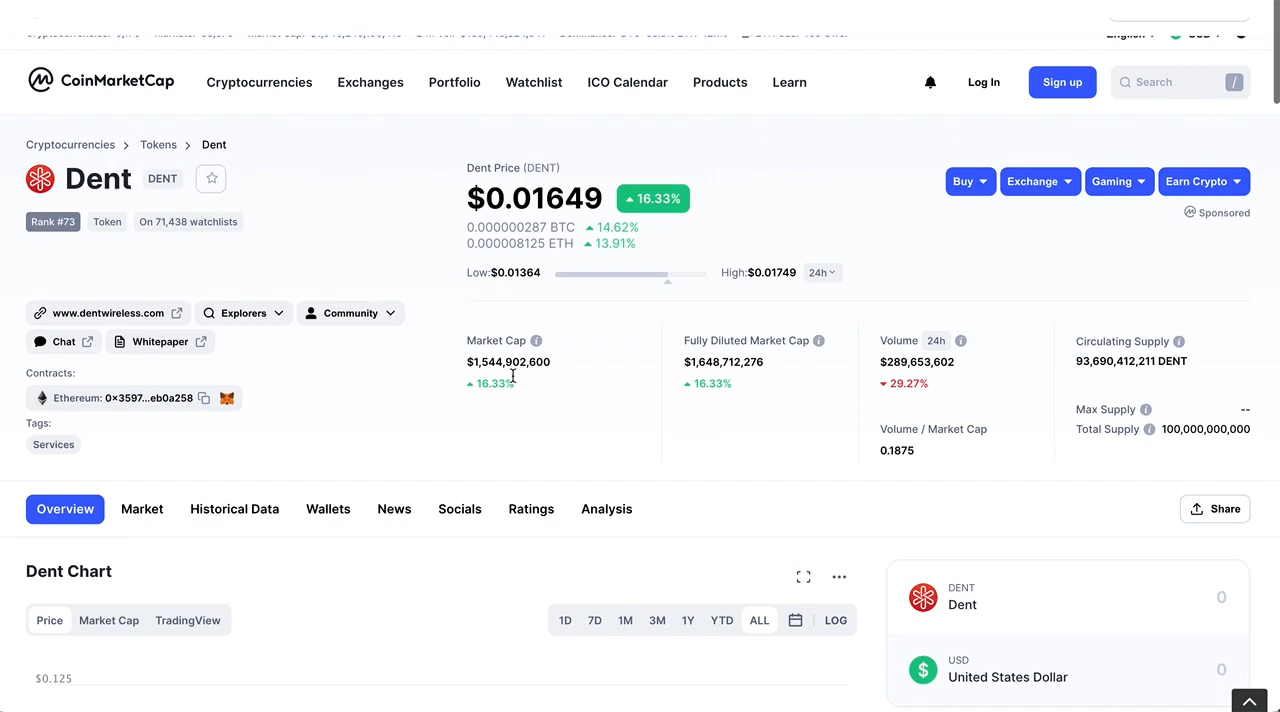 CoinMarketCap Cryptocurrencies Exchanges Portfolio Watchlist ICO Calendar Products Learn Log In Sign up Search /
Cryptocurrencies > Tokens > Dent
Dent DENT
Rank #73 Token On 71,438 watchlists
www.dentwireless.com Explorers Community
Chat Whitepaper
Contracts:
Ethereum: 0x3597...eb0a258
Tags:
Services
Dent Price (DENT)
$0.01649 16.33%
0.000000287 BTC 14.62%
0.000008125 ETH 13.91%
Low:$0.01364 High:$0.01749 24h
Buy Exchange Gaming Earn Crypto
Sponsored
Market Cap
$1,544,902,600
16.33%
Fully Diluted Market Cap
$1,648,712,276
16.33%
Volume 24h
$289,653,602
29.27%
Volume / Market Cap
0.1875
Circulating Supply
93,690,412,211 DENT
Max Supply --
Total Supply 100,000,000,000
Overview Market Historical Data Wallets News Socials Ratings Analysis Share
Dent Chart
Price Market Cap TradingView 1D 7D 1M 3M 1Y YTD ALL LOG
$0.125
DENT
Dent 0
USD
United States Dollar 0